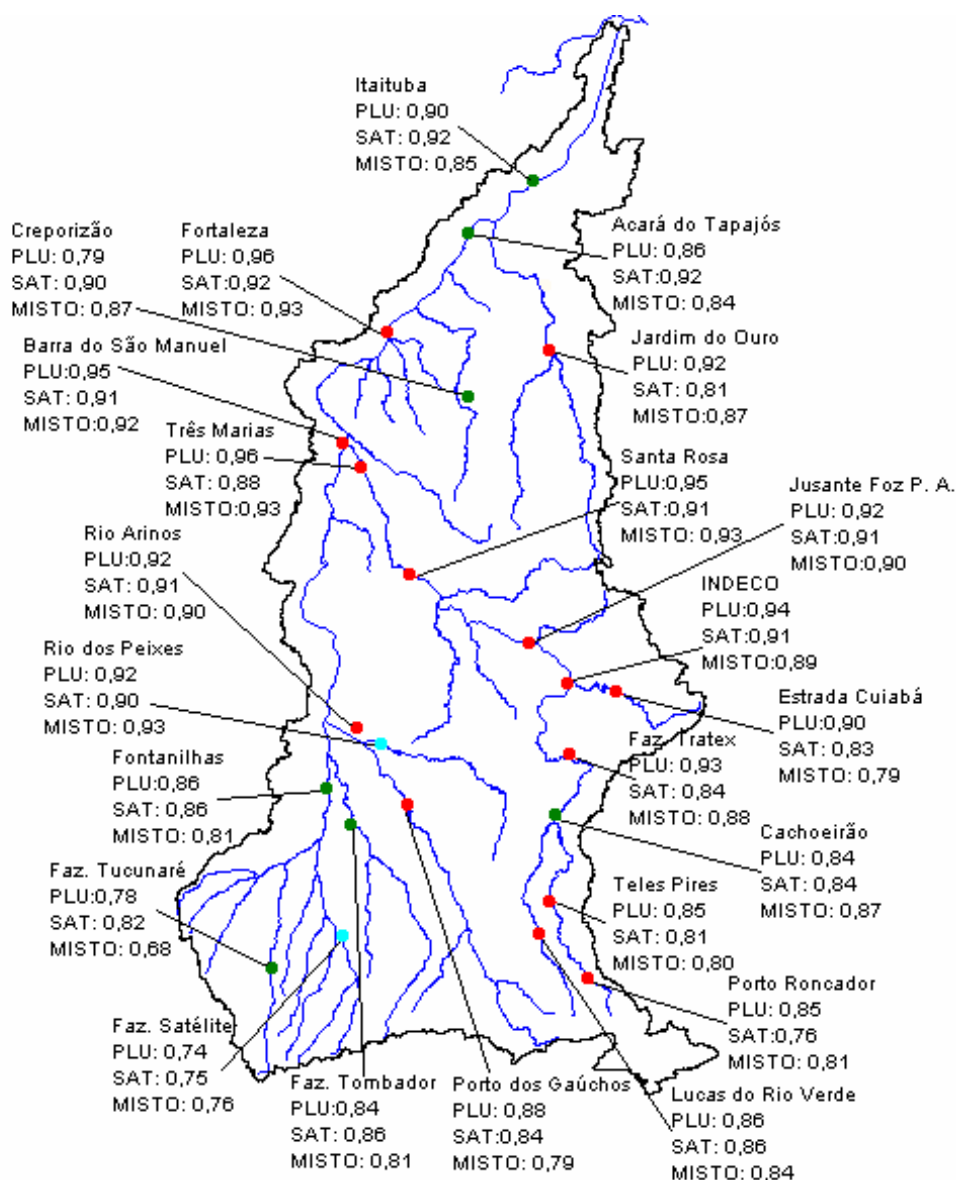 Itaituba
PLU: 0,90
SAT: 0,92
MISTO: 0,85
Creporizão
PLU: 0,79
SAT: 0,90
MISTO: 0,87
Fortaleza
PLU: 0,96
SAT:0,92
MISTO: 0,93
Acará do Tapajós
PLU: 0,86
SAT:0,92
MISTO: 0,84
Barra do São Manuel
PLU:0,95
SAT: 0,91
MISTO:0,92
Jardim do Ouro
PLU: 0,92
SAT: 0,81
MISTO:0,87
Três Marias
PLU: 0,96
SAT: 0,88
MISTO:0,93
Santa Rosa
PLU:0,95
SAT:0,91
MISTO: 0,93
Jusante Foz P. A.
PLU: 0,92
SAT: 0,91
MISTO: 0,90
Rio Arinos
PLU:0,92
SAT: 0,91
MISTO: 0,90
INDECO
PLU:0,94
SAT:0,91
MISTO:0,89
Rio dos Peixes
PLU: 0,92
SAT: 0,90
MISTO: 0,93
Estrada Cuiabá
PLU:0,90
SAT: 0,83
MISTO: 0,79
Fontanilhas
PLU:0,86
SAT: 0,86
MISTO: 0,81
Faz. Tratex
PLU: 0,93
SAT: 0,84
MISTO: 0,88
Cachoeirão
PLU: 0,84
SAT: 0,84
MISTO: 0,87
Faz. Tucunaré
PLU:0,78
SAT: 0,82
MISTO: 0,68
Teles Pires
PLU: 0,85
SAT: 0,81
MISTO: 0,80
Porto Roncador
PLU: 0,85
SAT:0,76
MISTO: 0,81
Faz. Satélite
PLU: 0,74
SAT: 0,75
MISTO: 0,76
Faz. Tombador
PLU:0,84
SAT: 0,86
MISTO: 0,81
Porto dos Gaúchos
PLU: 0,88
SAT:0,84
MISTO: 0,79
Lucas do Rio Verde
PLU: 0,86
SAT: 0,86
MISTO: 0,84